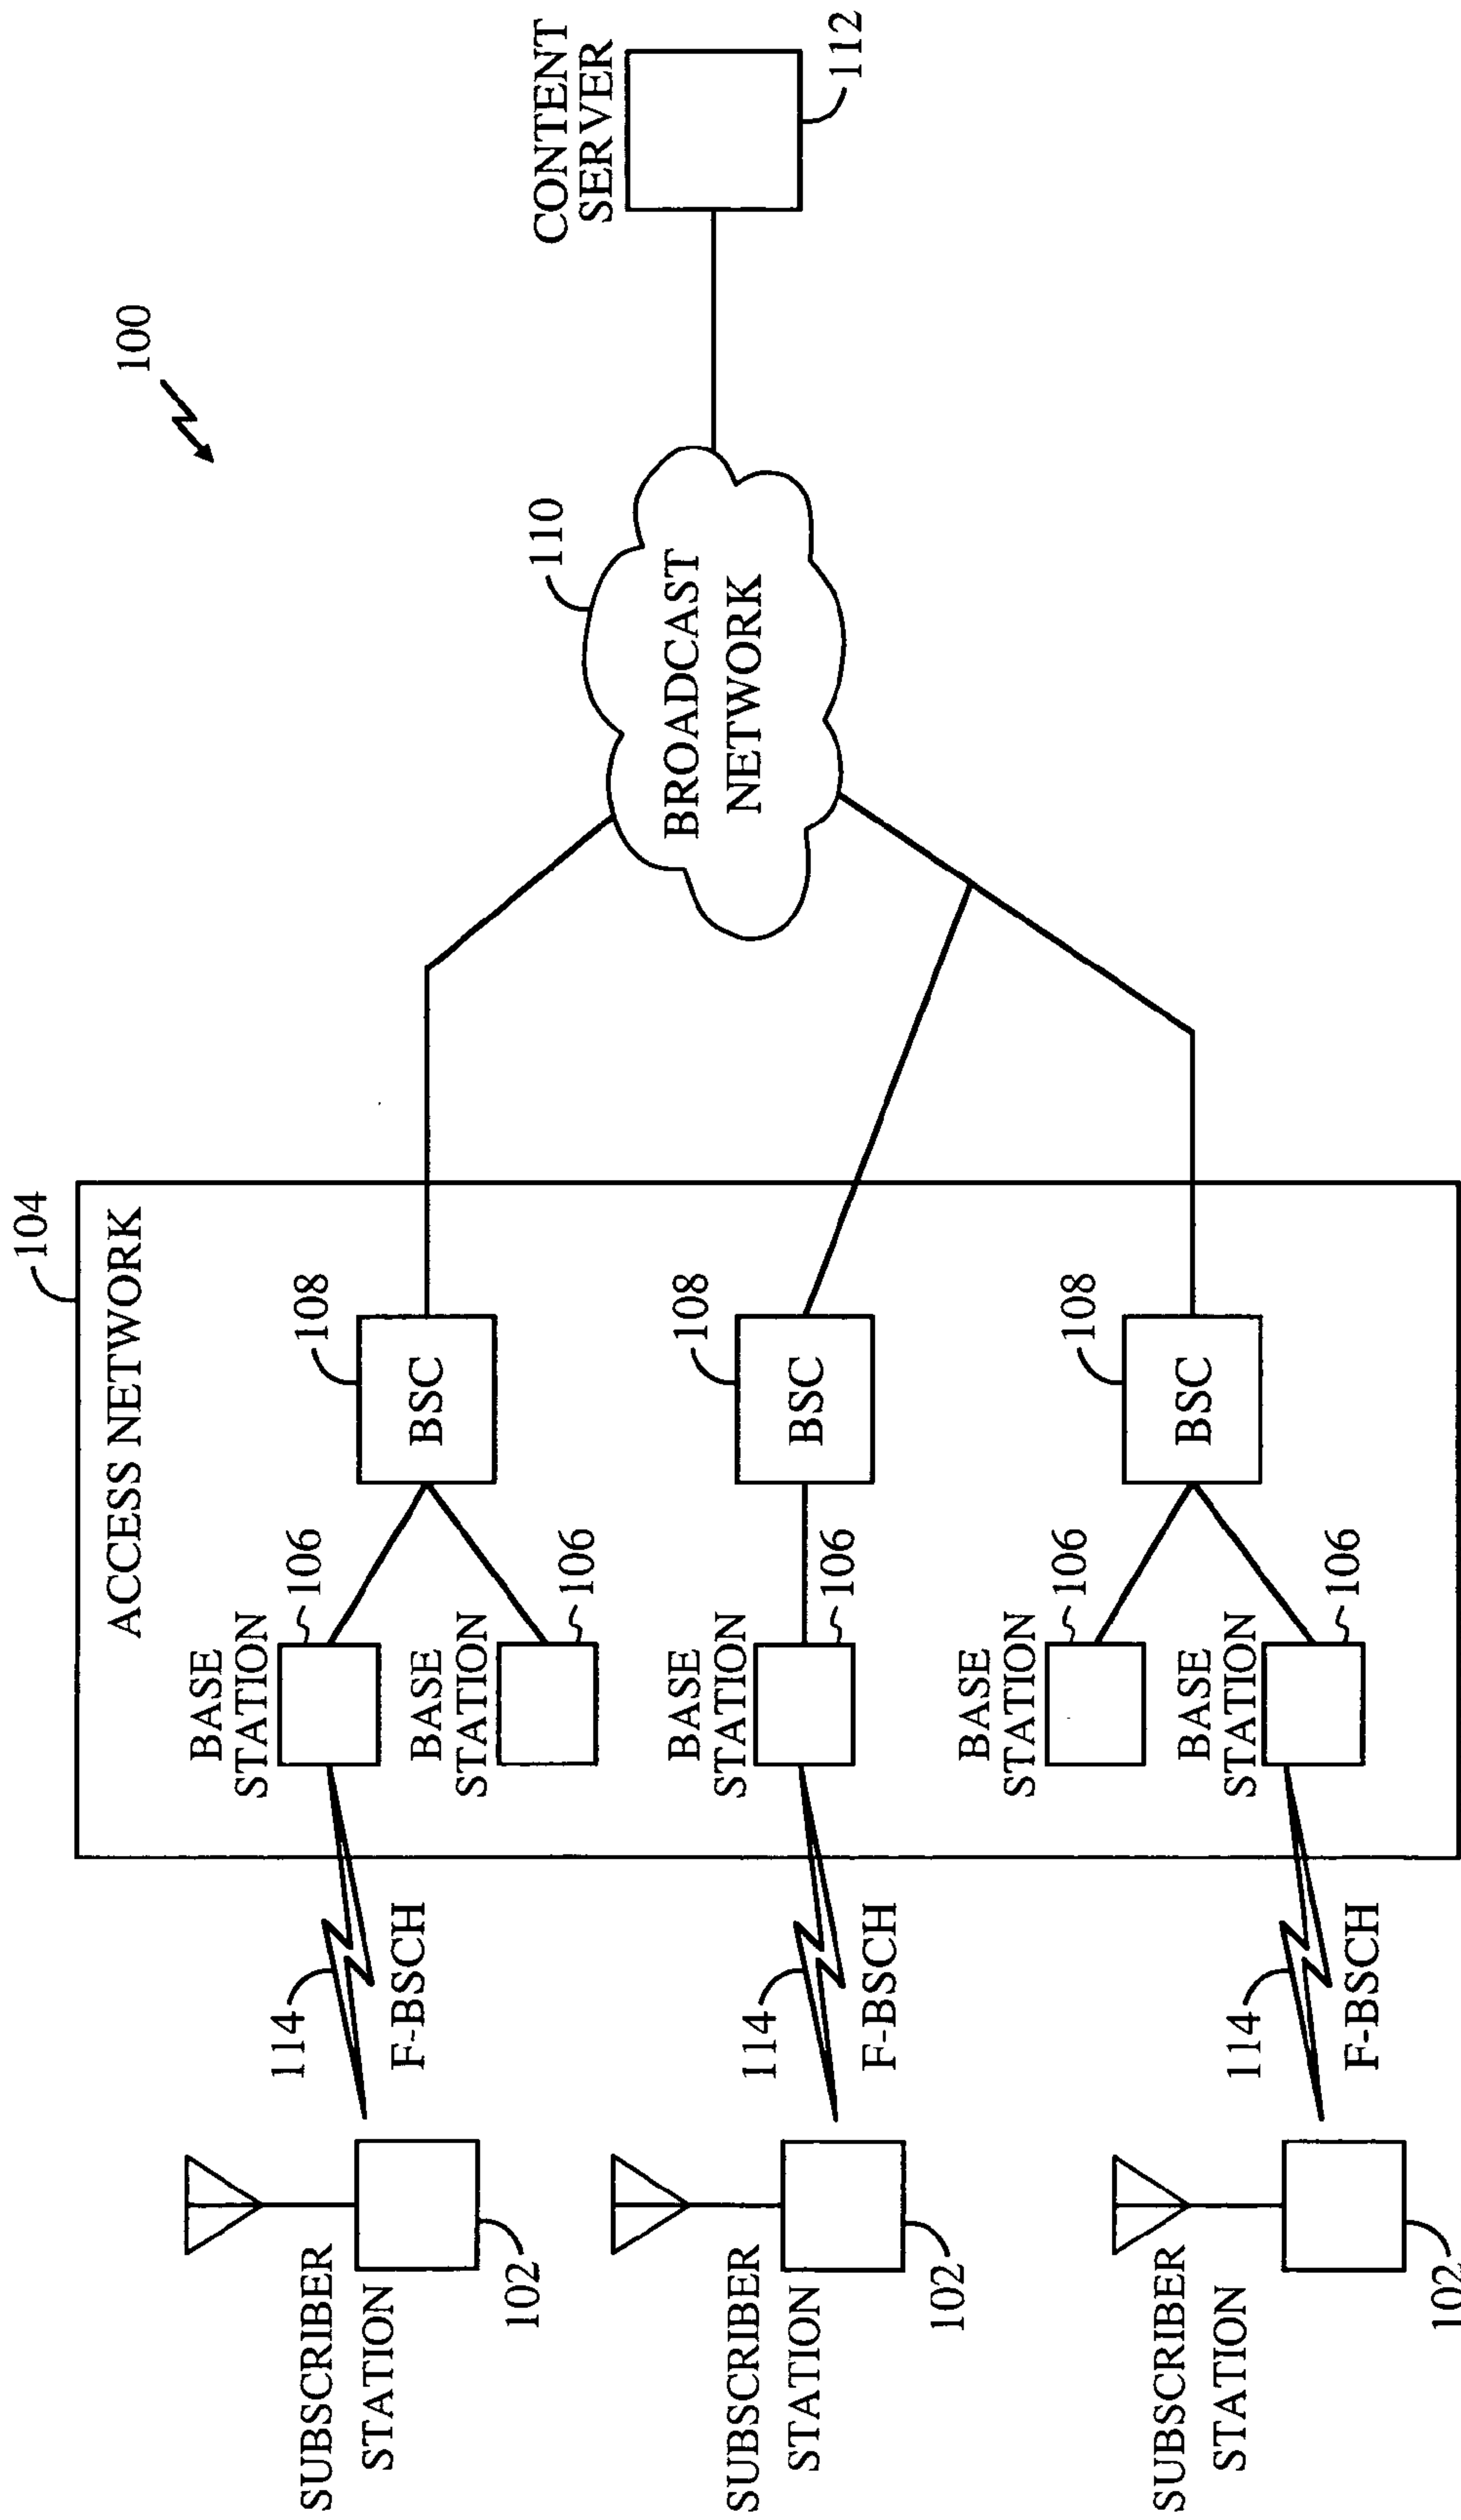 100
104
ACCESS NETWORK
SUBSCRIBER
STATION
102
114
F-BSCH
BASE
STATION
106
BASE
STATION
106
108
BSC
SUBSCRIBER
STATION
102
114
F-BSCH
BASE
STATION
106
108
BSC
SUBSCRIBER
STATION
102
114
F-BSCH
BASE
STATION
106
BASE
STATION
106
108
BSC
110
BROADCAST
NETWORK
CONTENT
SERVER
112